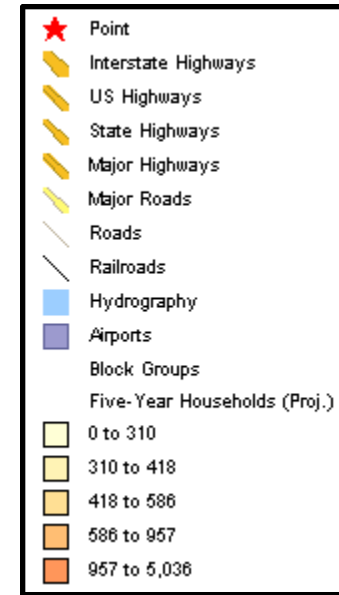 Point
Interstate Highways
US Highways
State Highways
Major Highways
Major Roads
Roads
Railroads
Hydrography
Airports
Block Groups
Five-Year Households (Proj.)
0 to 310
310 to 418
418 to 586
586 to 957
957 to 5,036